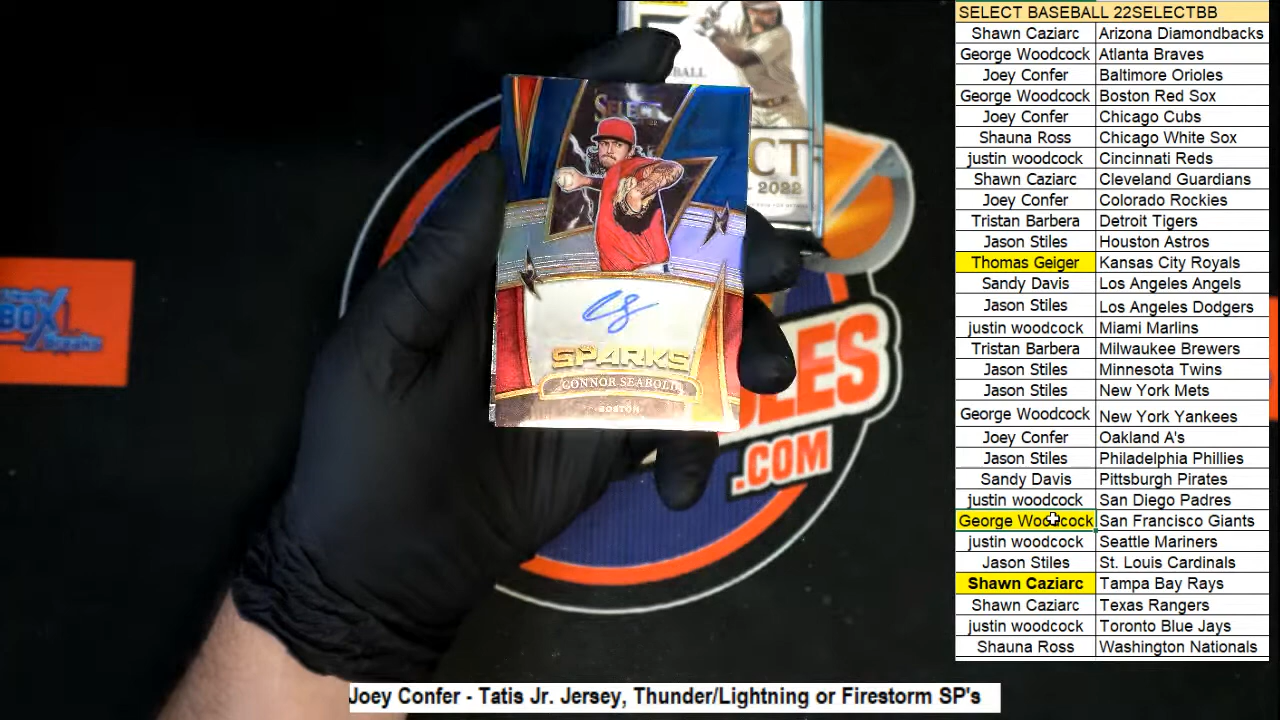 SELECT BASEBALL 22SELECTBB
Shawn Caziarc Arizona Diamondbacks
George Woodcock Atlanta Braves
Joey Confer Baltimore Orioles
George Woodcock Boston Red Sox
Joey Confer Chicago Cubs
Shauna Ross Chicago White Sox
justin woodcock Cincinnati Reds
Shawn Caziarc Cleveland Guardians
Joey Confer Colorado Rockies
Tristan Barbera Detroit Tigers
Jason Stiles Houston Astros
Thomas Geiger Kansas City Royals
Sandy Davis Los Angeles Angels
Jason Stiles Los Angeles Dodgers
justin woodcock Miami Marlins
Tristan Barbera Milwaukee Brewers
Jason Stiles Minnesota Twins
Jason Stiles New York Mets
George Woodcock New York Yankees
Joey Confer Oakland A's
Jason Stiles Philadelphia Phillies
Sandy Davis Pittsburgh Pirates
justin woodcock San Diego Padres
George Woodcock San Francisco Giants
justin woodcock Seattle Mariners
Jason Stiles St. Louis Cardinals
Shawn Caziarc Tampa Bay Rays
Shawn Caziarc Texas Rangers
justin woodcock Toronto Blue Jays
Shauna Ross Washington Nationals
SELECT
SPARKS
CONNOR SEABOLD
BOSTON
CT
2022
LES
.COM
BOX
Breaks
Joey Confer - Tatis Jr. Jersey, Thunder/Lightning or Firestorm SP's